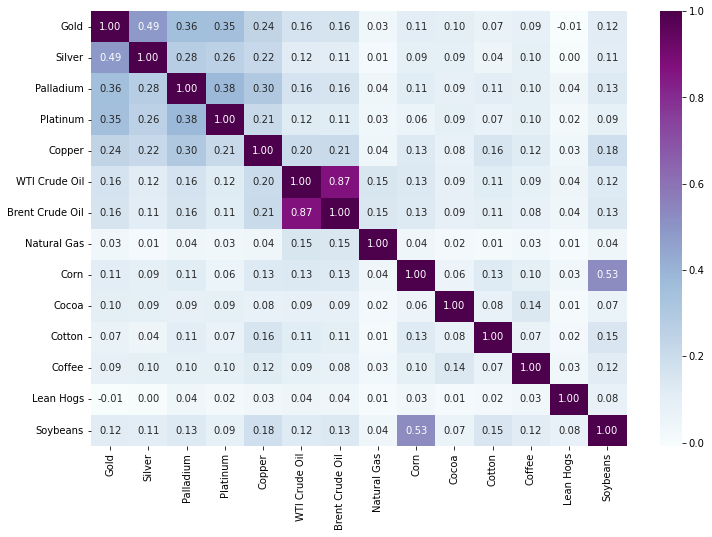 Gold 1.00 0.49 0.36 0.35 0.24 0.16 0.16 0.03 0.11 0.10 0.07 0.09 -0.01 0.12
Silver 0.49 1.00 0.28 0.26 0.22 0.12 0.11 0.01 0.09 0.09 0.04 0.10 0.00 0.11
Palladium 0.36 0.28 1.00 0.38 0.30 0.16 0.16 0.04 0.11 0.09 0.11 0.10 0.04 0.13
Platinum 0.35 0.26 0.38 1.00 0.21 0.12 0.11 0.03 0.06 0.09 0.07 0.10 0.02 0.09
Copper 0.24 0.22 0.30 0.21 1.00 0.20 0.21 0.04 0.13 0.08 0.16 0.12 0.03 0.18
WTI Crude Oil 0.16 0.12 0.16 0.12 0.20 1.00 0.87 0.15 0.13 0.09 0.11 0.09 0.04 0.12
Brent Crude Oil 0.16 0.11 0.16 0.11 0.21 0.87 1.00 0.15 0.13 0.09 0.11 0.08 0.04 0.13
Natural Gas 0.03 0.01 0.04 0.03 0.04 0.15 0.15 1.00 0.04 0.02 0.01 0.03 0.01 0.04
Corn 0.11 0.09 0.11 0.06 0.13 0.13 0.13 0.04 1.00 0.06 0.13 0.10 0.03 0.53
Cocoa 0.10 0.09 0.09 0.09 0.08 0.09 0.09 0.02 0.06 1.00 0.08 0.14 0.01 0.07
Cotton 0.07 0.04 0.11 0.07 0.16 0.11 0.11 0.01 0.13 0.08 1.00 0.07 0.02 0.15
Coffee 0.09 0.10 0.10 0.10 0.12 0.09 0.08 0.03 0.10 0.14 0.07 1.00 0.03 0.12
Lean Hogs -0.01 0.00 0.04 0.02 0.03 0.04 0.04 0.01 0.03 0.01 0.02 0.03 1.00 0.08
Soybeans 0.12 0.11 0.13 0.09 0.18 0.12 0.13 0.04 0.53 0.07 0.15 0.12 0.08 1.00
Gold
Silver
Palladium
Platinum
Copper
WTI Crude Oil
Brent Crude Oil
Natural Gas
Corn
Cocoa
Cotton
Coffee
Lean Hogs
Soybeans
1.0
0.8
0.6
0.4
0.2
0.0